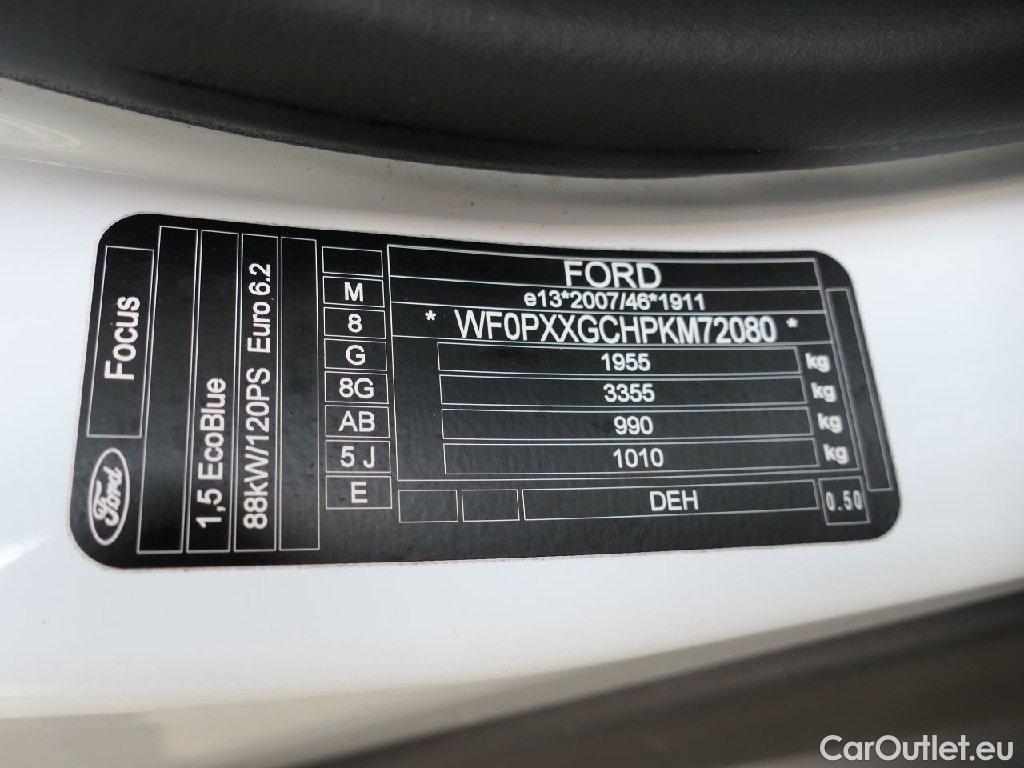 Focus
Ford
1,5 EcoBlue
88kW/120PS Euro 6.2
M
8
G
8G
AB
5 J
E
FORD
e13*2007/46*1911
* WF0PXXGCHPKM72080 *
1955 kg
3355 kg
990 kg
1010 kg
DEH
0.50
CarOutlet.eu